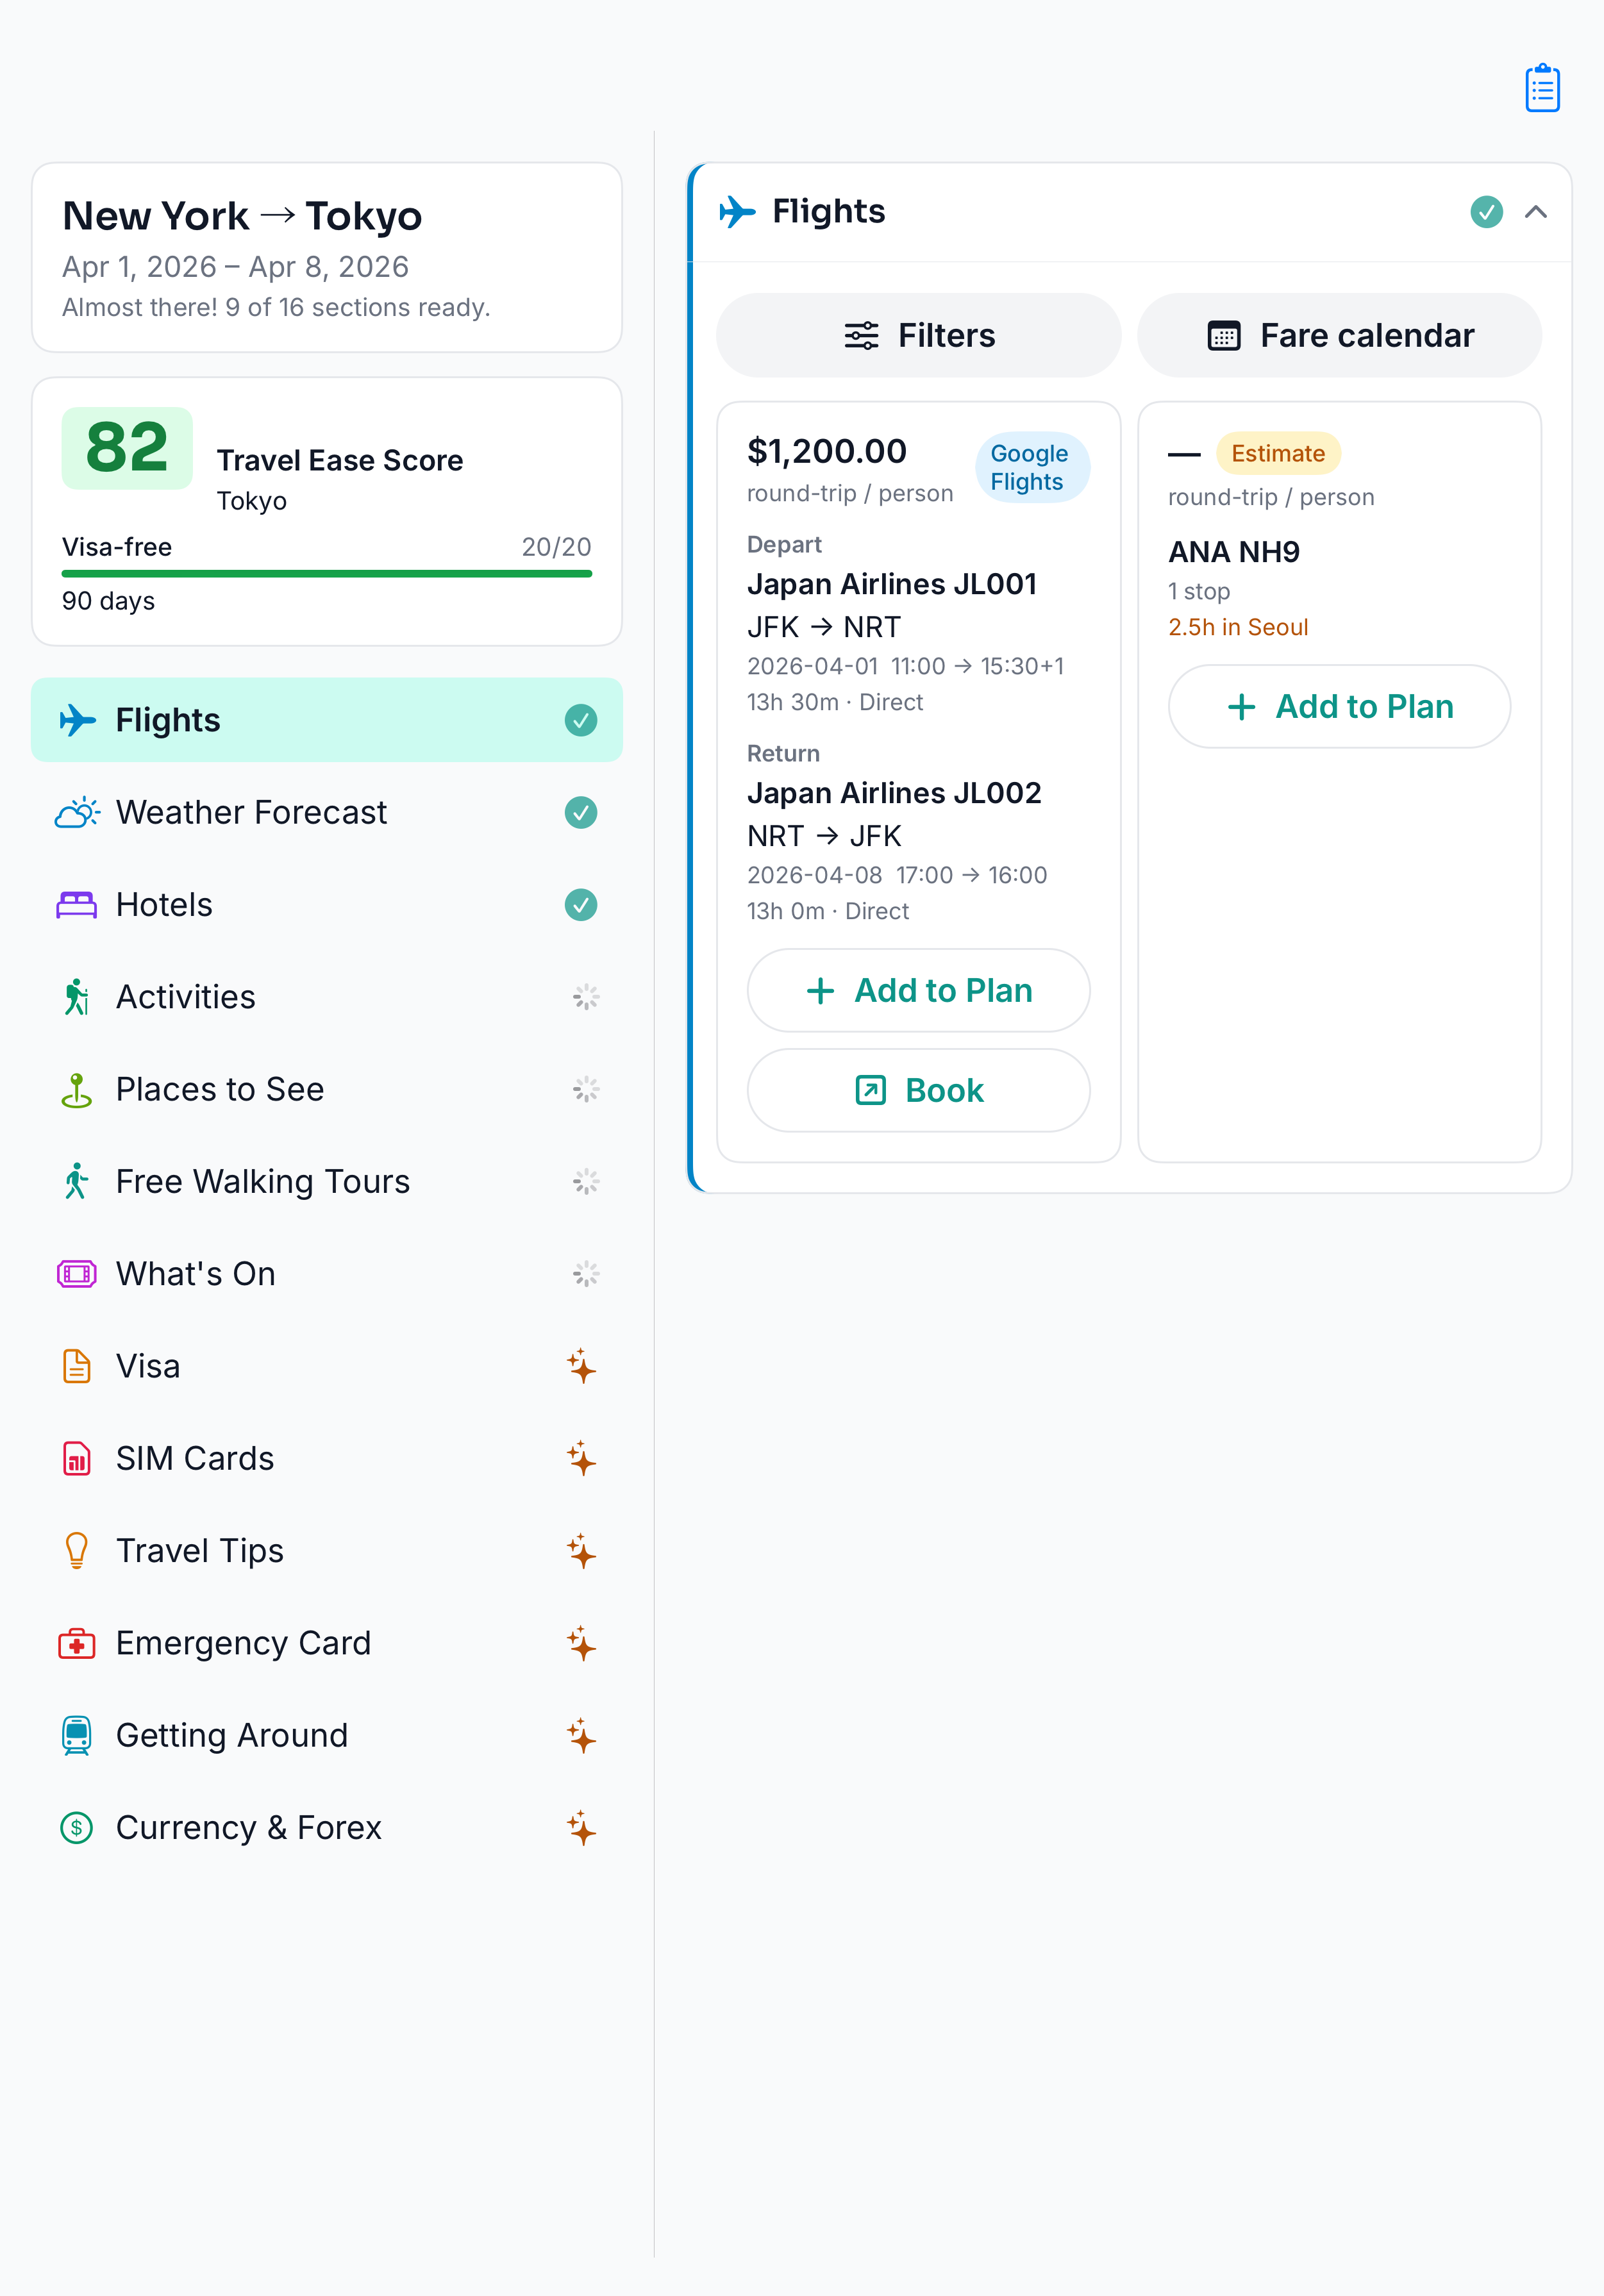 New York → Tokyo
Apr 1, 2026 – Apr 8, 2026
Almost there! 9 of 16 sections ready.
82
Travel Ease Score
Tokyo
Visa-free 20/20
90 days
Flights
Weather Forecast
Hotels
Activities
Places to See
Free Walking Tours
What's On
Visa
SIM Cards
Travel Tips
Emergency Card
Getting Around
Currency & Forex
Flights
Filters
Fare calendar
$1,200.00
round-trip / person
Google
Flights
Depart
Japan Airlines JL001
JFK → NRT
2026-04-01 11:00 → 15:30+1
13h 30m · Direct
Return
Japan Airlines JL002
NRT → JFK
2026-04-08 17:00 → 16:00
13h 0m · Direct
+ Add to Plan
Book
— Estimate
round-trip / person
ANA NH9
1 stop
2.5h in Seoul
+ Add to Plan